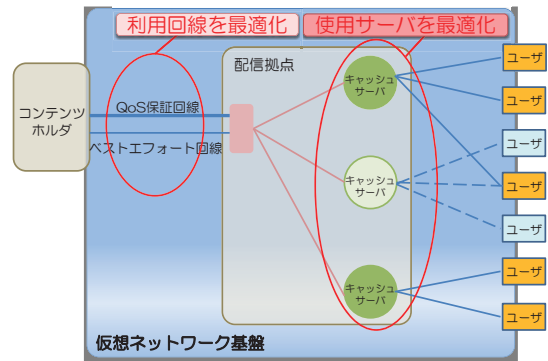 利用回線を最適化
使用サーバを最適化
配信拠点
コンテンツ
ホルダ
QoS保証回線
ベストエフォート回線
キャッシュ
サーバ
キャッシュ
サーバ
キャッシュ
サーバ
ユーザ
ユーザ
ユーザ
ユーザ
ユーザ
ユーザ
ユーザ
仮想ネットワーク基盤